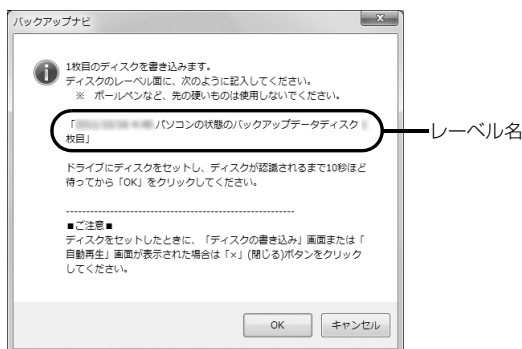 バックアップナビ
1枚目のディスクを書き込みます。
ディスクのレーベル面に、次のように記入してください。
※ ボールペンなど、先の硬いものは使用しないでください。
「 パソコンの状態のバックアップデータディスク
枚目」
レーベル名
ドライブにディスクをセットし、ディスクが認識されるまで10秒ほど
待ってから「OK」をクリックしてください。
---------------------------------------------------------
■ご注意■
ディスクをセットしたときに、「ディスクの書き込み」画面または「
自動再生」画面が表示された場合は「×」(閉じる)ボタンをクリック
してください。
OK
キャンセル